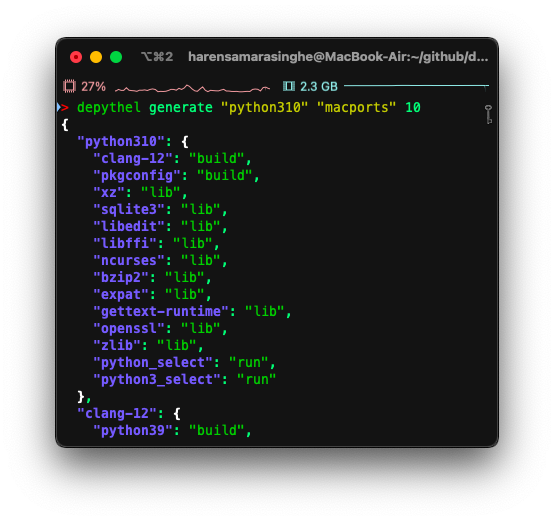 ⌥⌘2 harensamarasinghe@MacBook-Air:~/github/d...
27% 2.3 GB
> depythel generate "python310" "macports" 10
{
  "python310": {
    "clang-12": "build",
    "pkgconfig": "build",
    "xz": "lib",
    "sqlite3": "lib",
    "libedit": "lib",
    "libffi": "lib",
    "ncurses": "lib",
    "bzip2": "lib",
    "expat": "lib",
    "gettext-runtime": "lib",
    "openssl": "lib",
    "zlib": "lib",
    "python_select": "run",
    "python3_select": "run"
  },
  "clang-12": {
    "python39": "build",